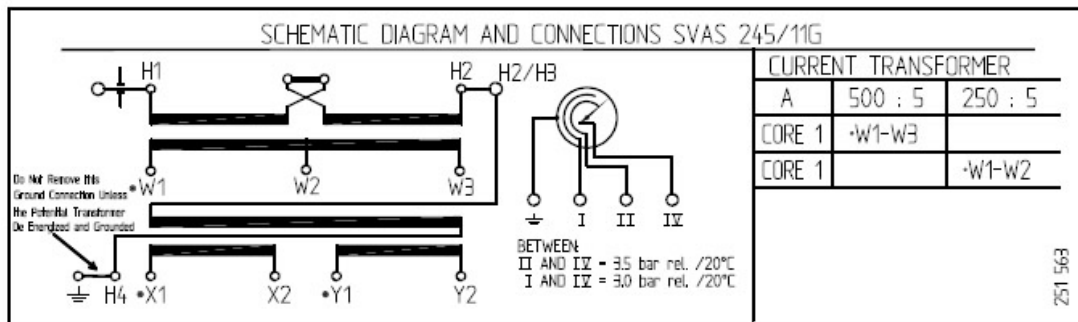 SCHEMATIC DIAGRAM AND CONNECTIONS SVAS 245/11G
H1
H2
H2/H3
•W1
W2
W3
Do Not Remove this
Ground Connection Unless
the Potential Transformer
De Energized and Grounded
H4
•X1
X2
•Y1
Y2
I
II
IV
BETWEEN:
II AND IV = 3.5 bar rel. /20°C
I AND IV = 3.0 bar rel. /20°C
CURRENT TRANSFORMER
A 500 : 5 250 : 5
CORE 1 •W1-W3
CORE 1 •W1-W2
251 563